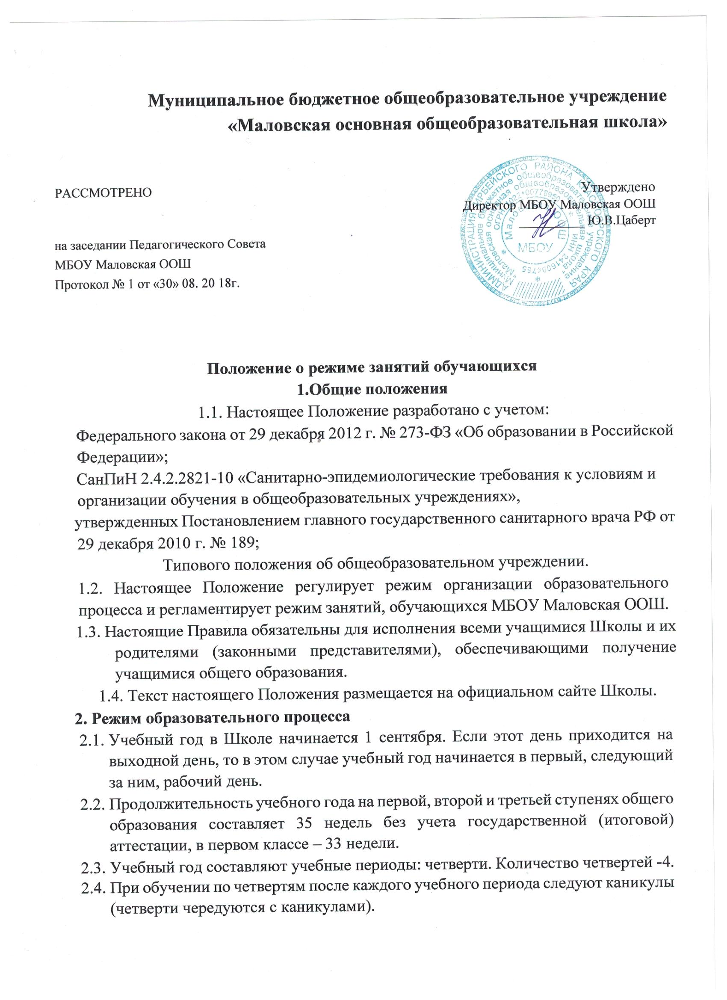 Муниципальное бюджетное общеобразовательное учреждение
«Маловская основная общеобразовательная школа»
РАССМОТРЕНО
на заседании Педагогического Совета
МБОУ Маловская ООШ
Протокол № 1 от «30» 08. 20 18г.
Утверждено
Директор МБОУ Маловская ООШ
Ю.В.Цаберт
АДМИНИСТРАЦИЯ ИРБЕЙСКОГО РАЙОНА КРАСНОЯРСКОГО КРАЯ
Муниципальное бюджетное общеобразовательное учреждение
"Маловская основная общеобразовательная школа"
ОГРН
ИНН 2416004785
МБОУ
Положение о режиме занятий обучающихся
1.Общие положения
1.1. Настоящее Положение разработано с учетом:
Федерального закона от 29 декабря 2012 г. № 273-ФЗ «Об образовании в Российской
Федерации»;
СанПиН 2.4.2.2821-10 «Санитарно-эпидемиологические требования к условиям и
организации обучения в общеобразовательных учреждениях»,
утвержденных Постановлением главного государственного санитарного врача РФ от
29 декабря 2010 г. № 189;
Типового положения об общеобразовательном учреждении.
1.2. Настоящее Положение регулирует режим организации образовательного
процесса и регламентирует режим занятий, обучающихся МБОУ Маловская ООШ.
1.3. Настоящие Правила обязательны для исполнения всеми учащимися Школы и их
родителями (законными представителями), обеспечивающими получение
учащимися общего образования.
1.4. Текст настоящего Положения размещается на официальном сайте Школы.
2. Режим образовательного процесса
2.1. Учебный год в Школе начинается 1 сентября. Если этот день приходится на
выходной день, то в этом случае учебный год начинается в первый, следующий
за ним, рабочий день.
2.2. Продолжительность учебного года на первой, второй и третьей ступенях общего
образования составляет 35 недель без учета государственной (итоговой)
аттестации, в первом классе – 33 недели.
2.3. Учебный год составляют учебные периоды: четверти. Количество четвертей -4.
2.4. При обучении по четвертям после каждого учебного периода следуют каникулы
(четверти чередуются с каникулами).